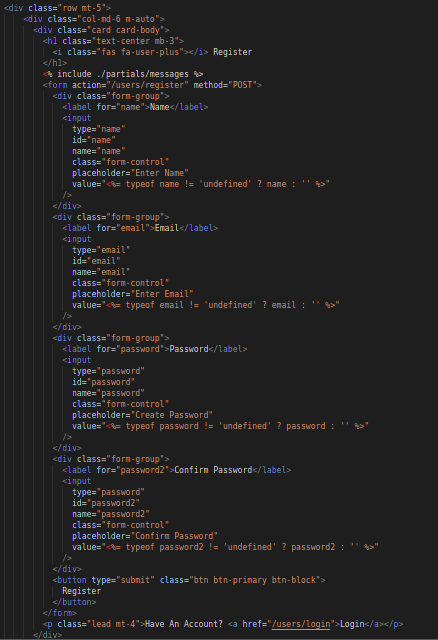 <div class="row mt-5">
<div class="col-md-6 m-auto">
<div class="card card-body">
<h1 class="text-center mb-3">
<i class="fas fa-user-plus"></i> Register
</h1>
<% include ./partials/messages %>
<form action="/users/register" method="POST">
<div class="form-group">
<label for="name">Name</label>
<input
type="name"
id="name"
name="name"
class="form-control"
placeholder="Enter Name"
value="<%= typeof name != 'undefined' ? name : '' %>"
/>
</div>
<div class="form-group">
<label for="email">Email</label>
<input
type="email"
id="email"
name="email"
class="form-control"
placeholder="Enter Email"
value="<%= typeof email != 'undefined' ? email : '' %>"
/>
</div>
<div class="form-group">
<label for="password">Password</label>
<input
type="password"
id="password"
name="password"
class="form-control"
placeholder="Create Password"
value="<%= typeof password != 'undefined' ? password : '' %>"
/>
</div>
<div class="form-group">
<label for="password2">Confirm Password</label>
<input
type="password"
id="password2"
name="password2"
class="form-control"
placeholder="Confirm Password"
value="<%= typeof password2 != 'undefined' ? password2 : '' %>"
/>
</div>
<button type="submit" class="btn btn-primary btn-block">
Register
</button>
</form>
<p class="lead mt-4">Have An Account? <a href="/users/login">Login</a></p>
</div>